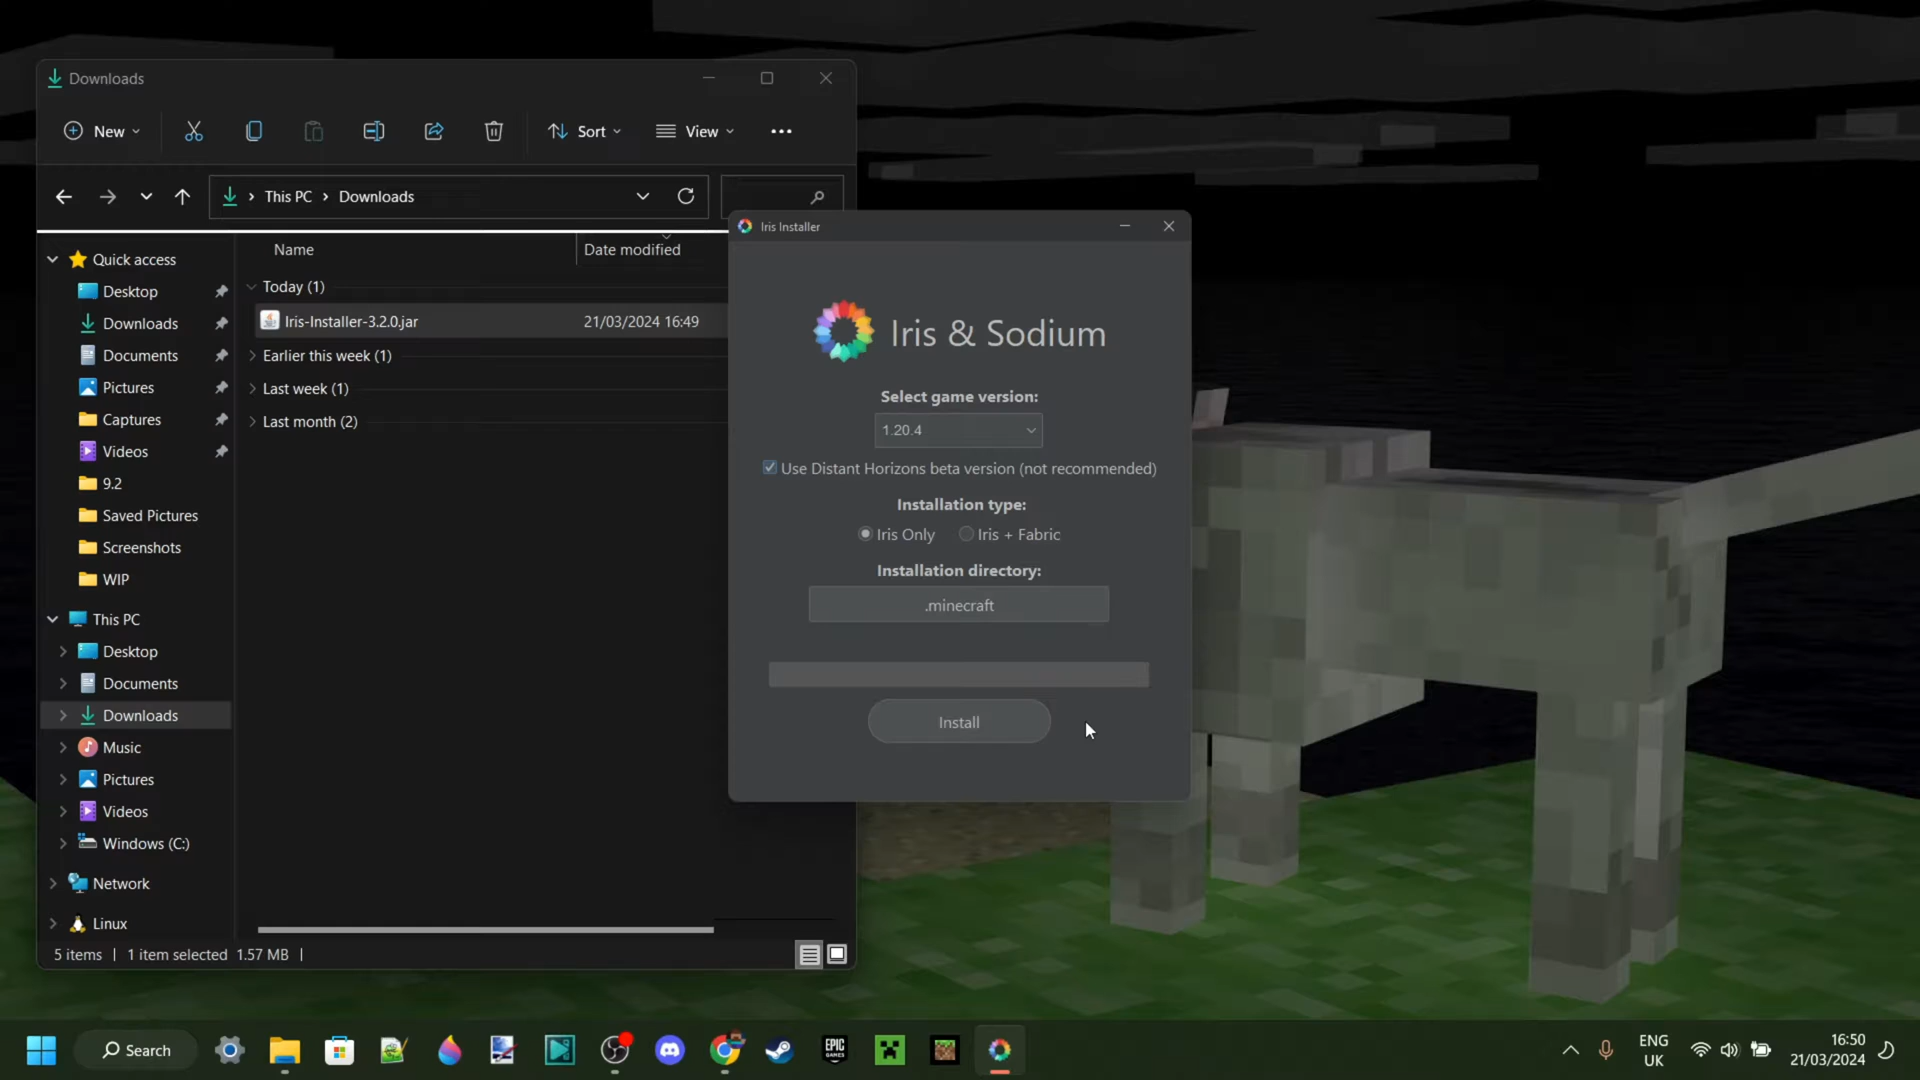 Downloads
New
Sort
View
This PC
Downloads
Name
Date modified
Quick access
Desktop
Downloads
Documents
Pictures
Captures
Videos
9.2
Saved Pictures
Screenshots
WIP
This PC
Desktop
Documents
Downloads
Music
Pictures
Videos
Windows (C:)
Network
Linux
Today (1)
Iris-Installer-3.2.0.jar
21/03/2024 16:49
Earlier this week (1)
Last week (1)
Last month (2)
5 items
1 item selected 1.57 MB
Iris Installer
Iris & Sodium
Select game version:
1.20.4
Use Distant Horizons beta version (not recommended)
Installation type:
Iris Only
Iris + Fabric
Installation directory:
.minecraft
Install
Search
EPIC
GAMES
ENG
UK
16:50
21/03/2024